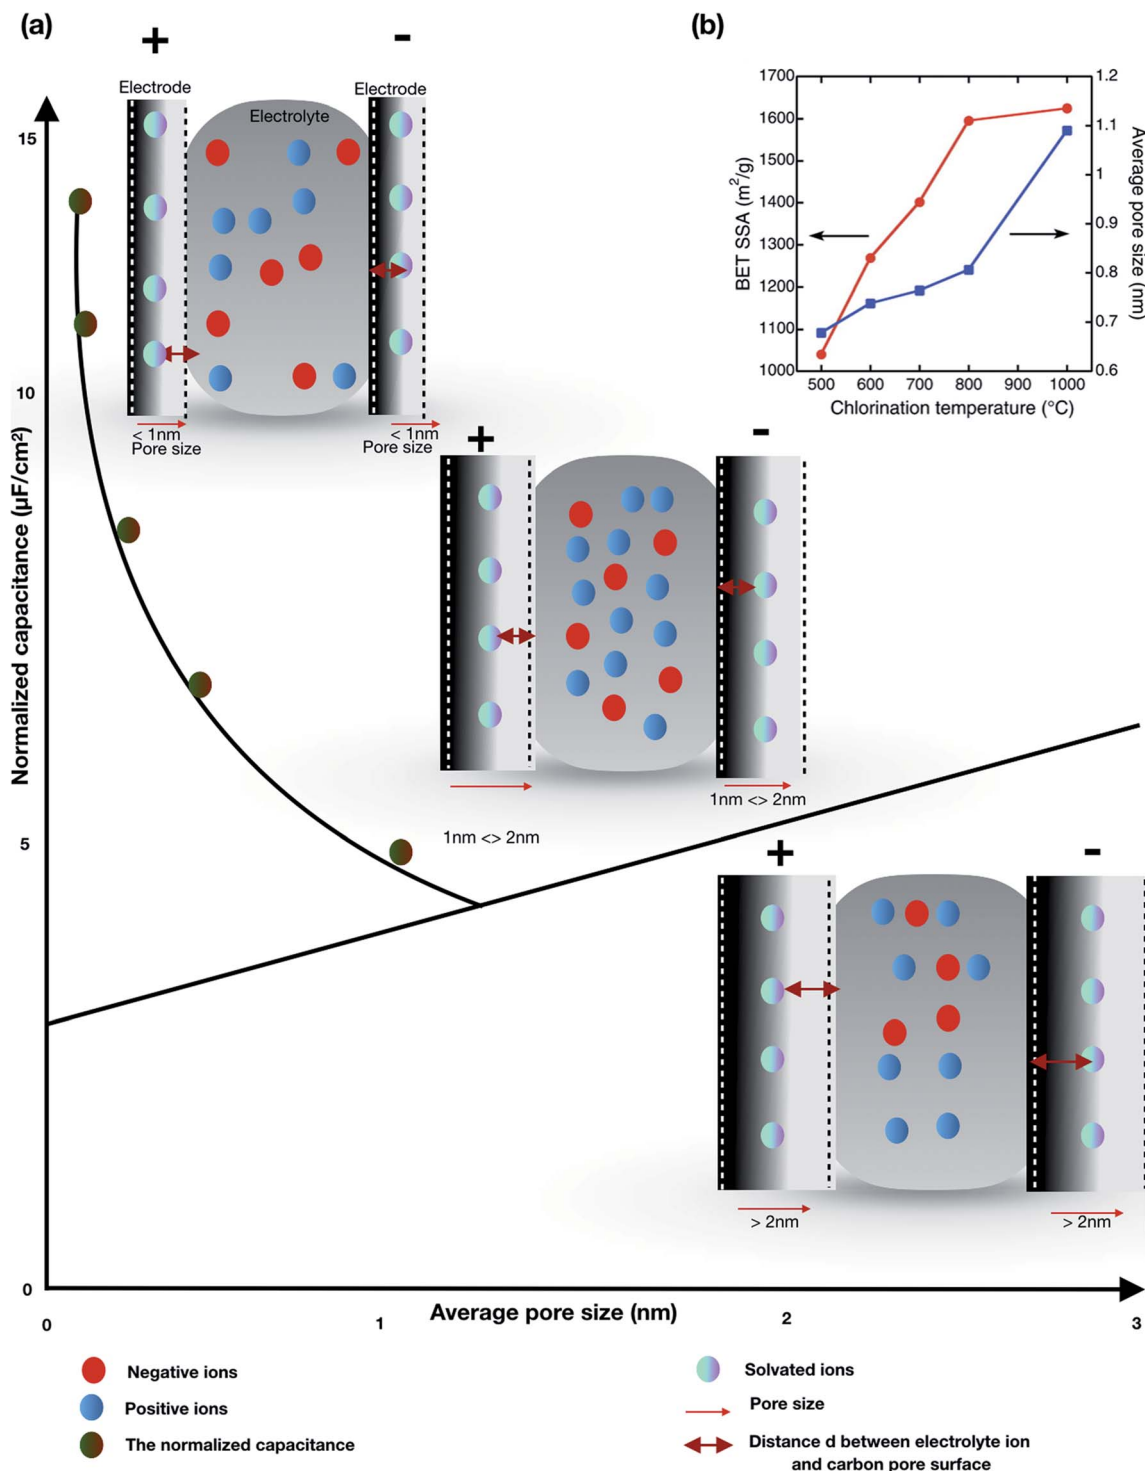 (a)
+
-
Electrode
Electrode
Electrolyte
15
10
5
0
Normalized capacitance (µF/cm²)
< 1nm
Pore size
< 1nm
Pore size
+
-
1nm <> 2nm
1nm <> 2nm
+
-
> 2nm
> 2nm
0
1
2
3
Average pore size (nm)
(b)
1700
1600
1500
1400
1300
1200
1100
1000
BET SSA (m²/g)
1.2
1.1
1
0.9
0.8
0.7
0.6
Average pore size (nm)
500
600
700
800
900
1000
Chlorination temperature (°C)
Negative ions
Positive ions
The normalized capacitance
Solvated ions
Pore size
Distance d between electrolyte ion
and carbon pore surface